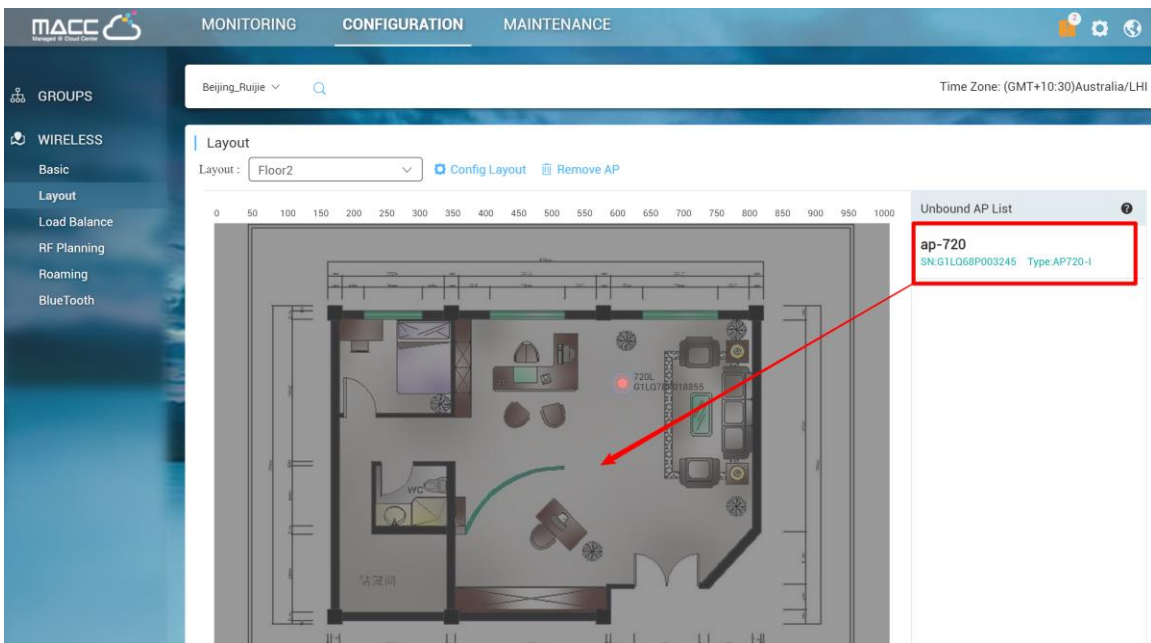 MACC
Managed @ Cloud Center
MONITORING CONFIGURATION MAINTENANCE
2
GROUPS
WIRELESS
Basic
Layout
Load Balance
RF Planning
Roaming
BlueTooth
Beijing_Ruijie
Time Zone: (GMT+10:30)Australia/LHI
Layout
Layout : Floor2 Config Layout Remove AP
0 50 100 150 200 250 300 350 400 450 500 550 600 650 700 750 800 850 900 950 1000
Unbound AP List
ap-720
SN:G1LQ68P003245 Type:AP720-I
720L
WC